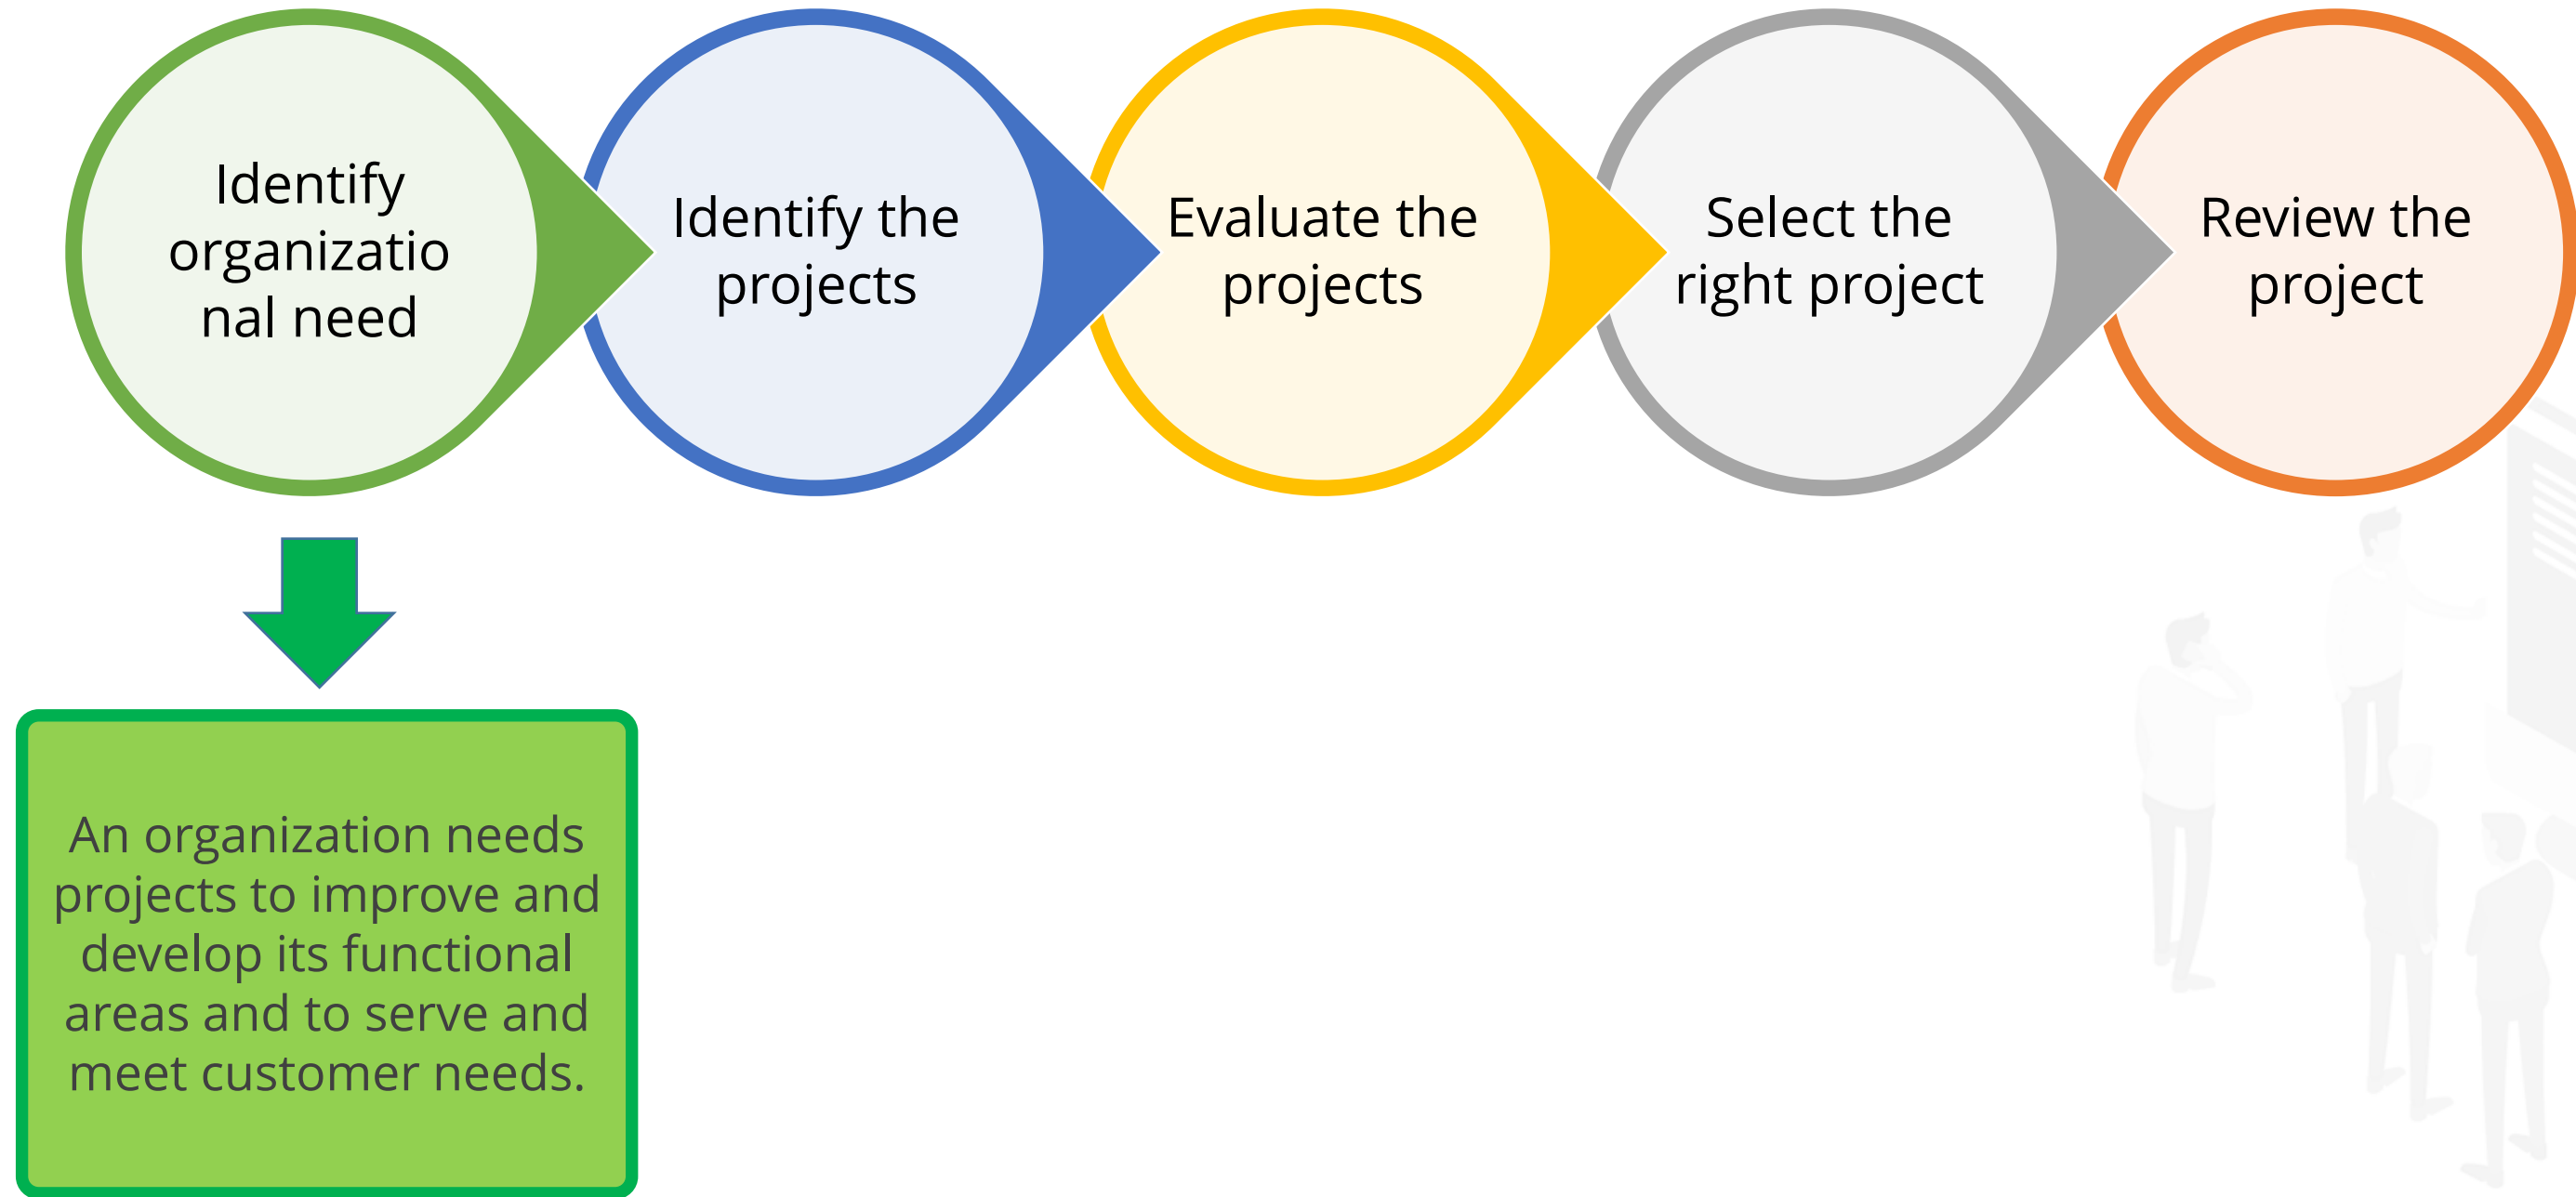 Identify
organizatio
nal need
Identify the
projects
Evaluate the
projects
Select the
right project
Review the
project
An organization needs
projects to improve and
develop its functional
areas and to serve and
meet customer needs.